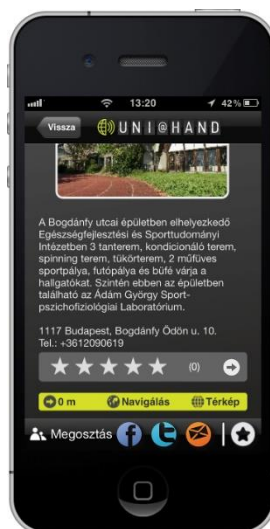 13:20 42%
Vissza UNI@HAND
A Bogdánfy utcai épületben elhelyezkedő
Egészségfejlesztési és Sporttudományi
Intézetben 3 tanterem, kondicionáló terem,
spinning terem, tükörterem, 2 műfüves
sportpálya, futópálya és büfé várja a
hallgatókat. Szintén ebben az épületben
található az Ádám György Sport-
pszichofiziológiai Laboratórium.
1117 Budapest, Bogdánfy Ödön u. 10.
Tel.: +3612090619
(0)
0 m Navigálás Térkép
Megosztás